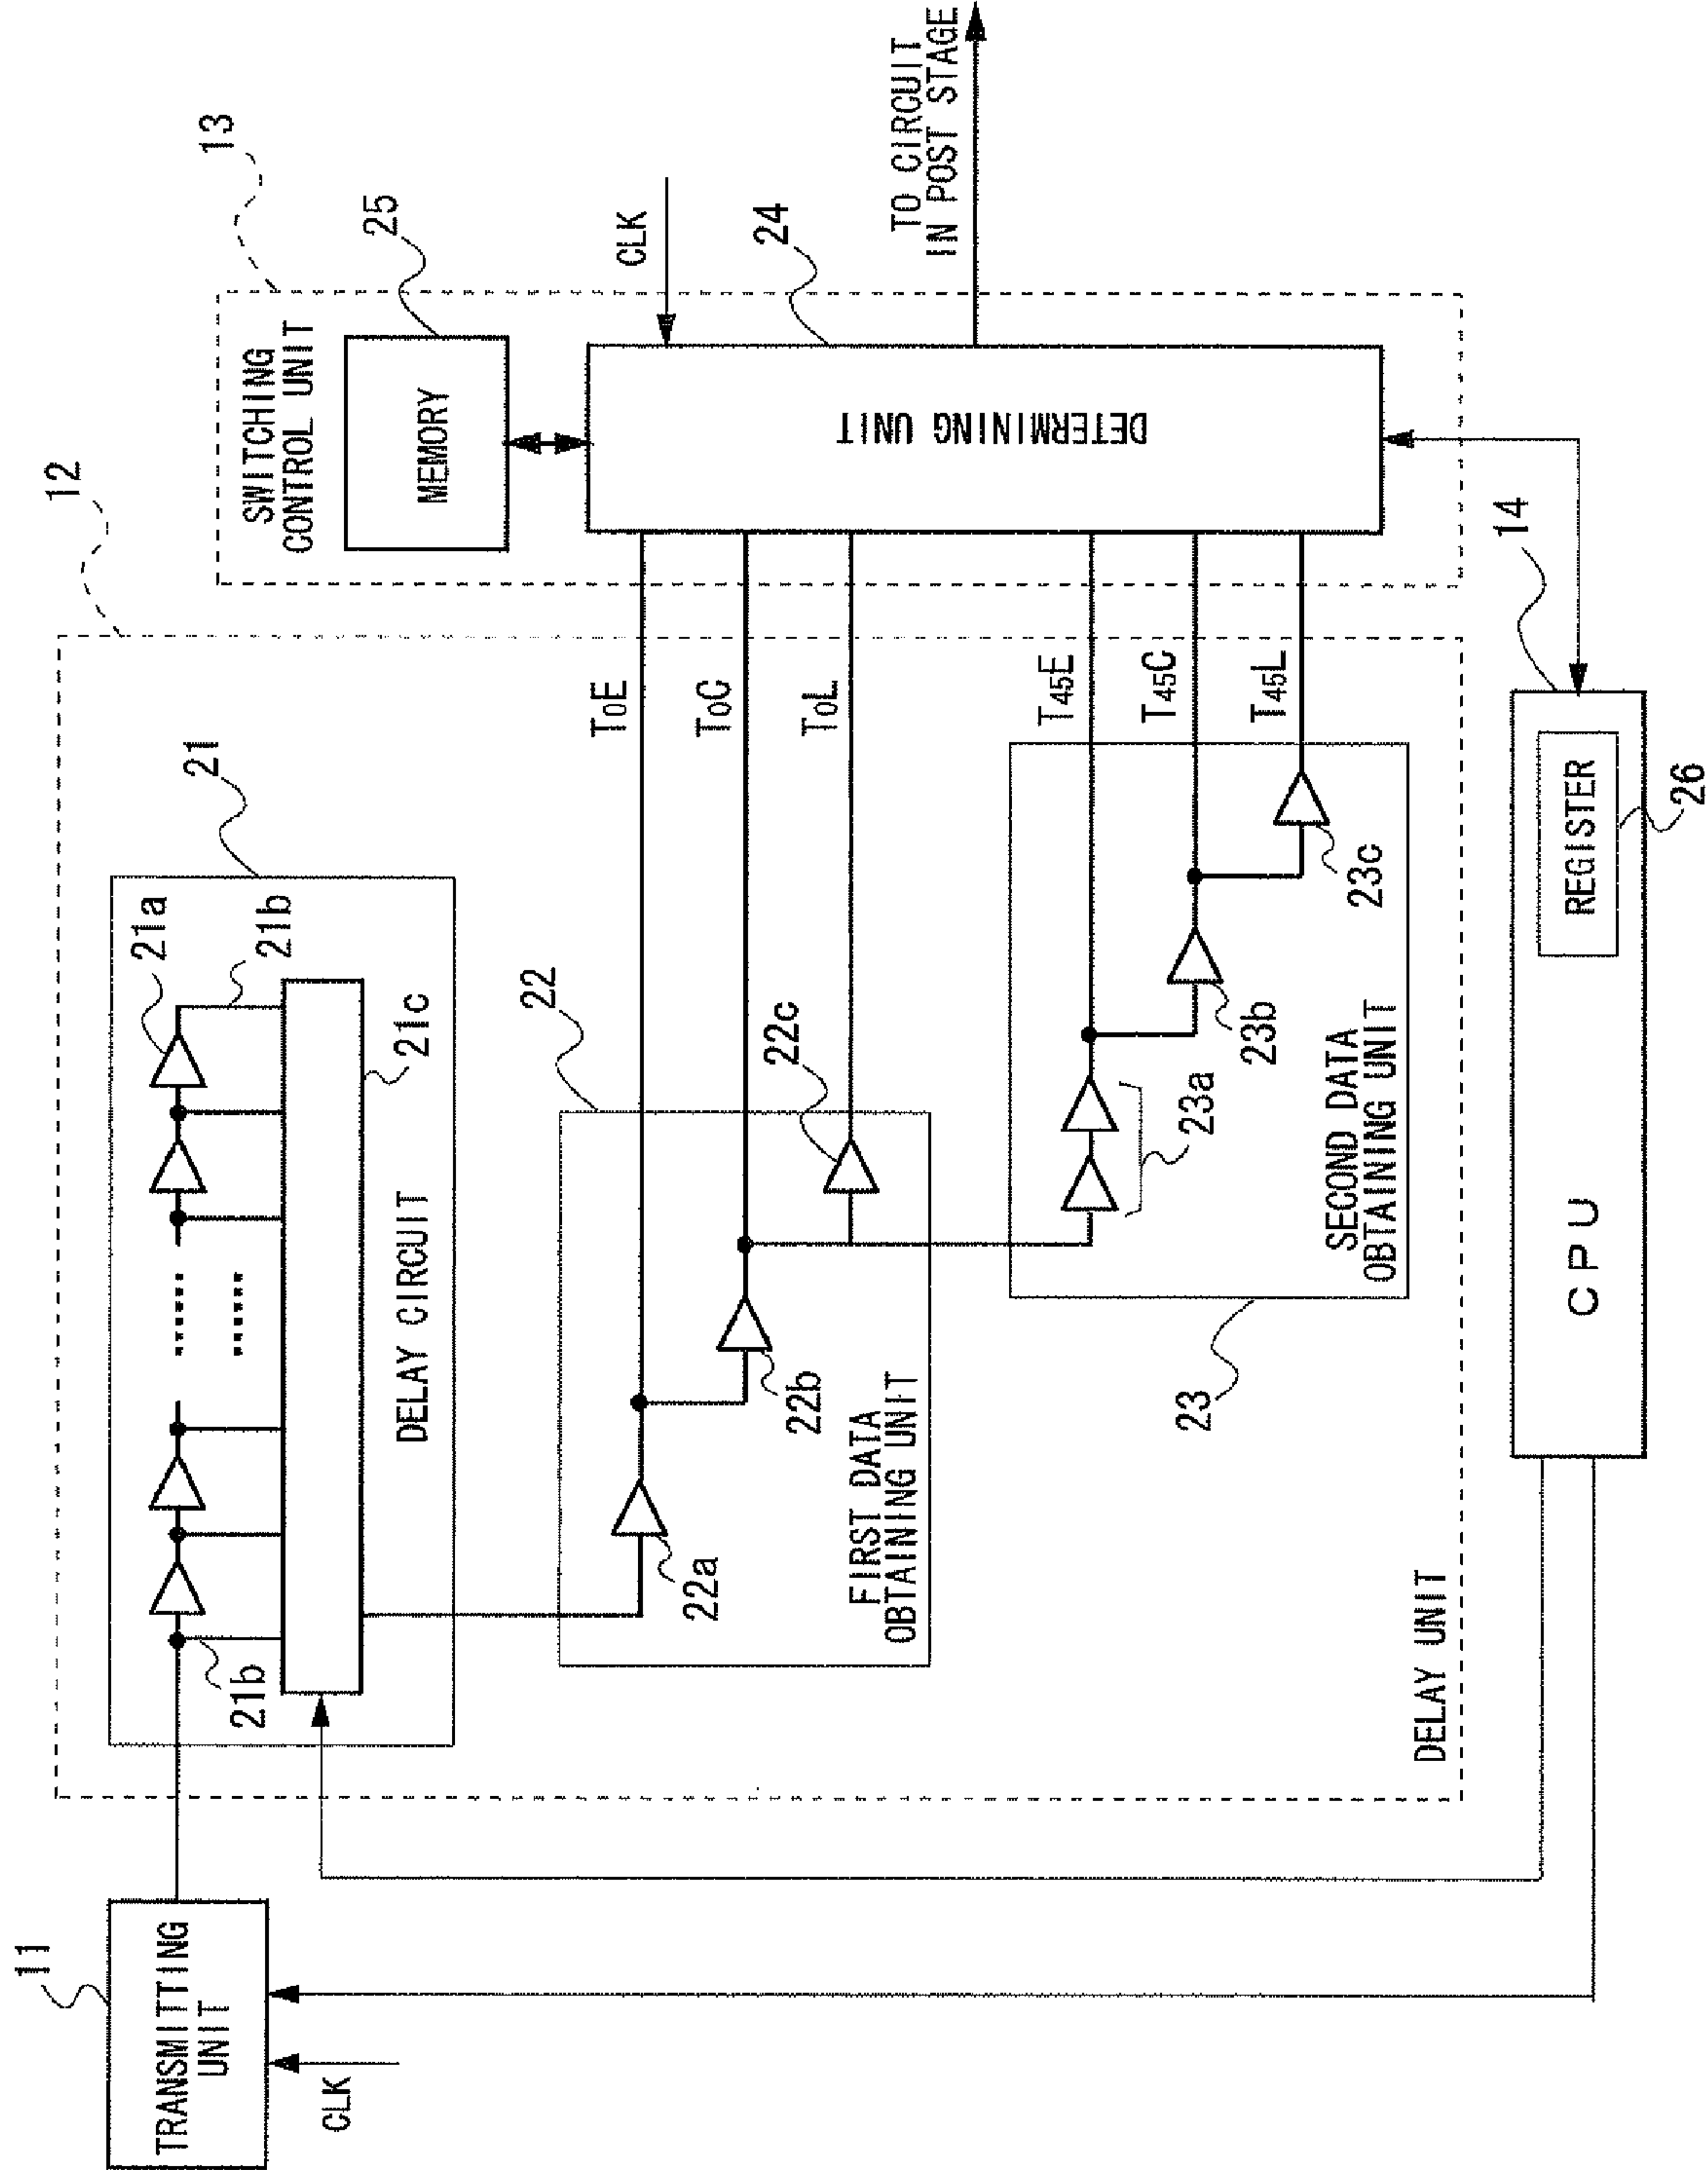 11
TRANSMITTING
UNIT
CLK
12
DELAY UNIT
21
21a
21b
21b
21c
DELAY CIRCUIT
22
22a
22b
22c
FIRST DATA
OBTAINING UNIT
23
23a
23b
23c
SECOND DATA
OBTAINING UNIT
T0E
T0C
T0L
T45E
T45C
T45L
13
SWITCHING
CONTROL UNIT
25
MEMORY
CLK
24
DETERMINING UNIT
TO CIRCUIT
IN POST STAGE
14
CPU
REGISTER
26